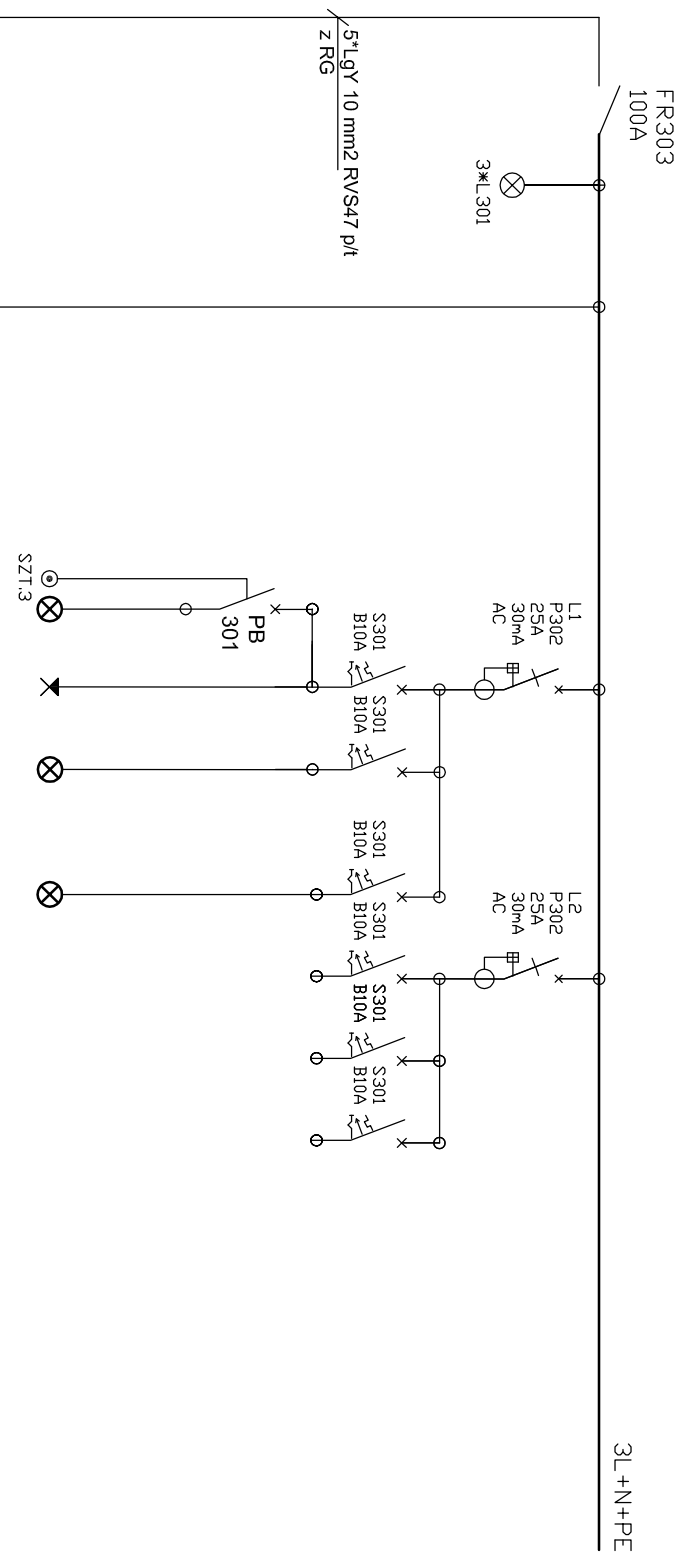 FR303
100A
3*L301
5*LgY 10 mm2 RVS47 p/t
z RG
3L+N+PE
L1
P302
25A
30mA
AC
L2
P302
25A
30mA
AC
S301
B10A
S301
B10A
S301
B10A
S301
B10A
S301
B10A
S301
B10A
PB
301
SZT.3